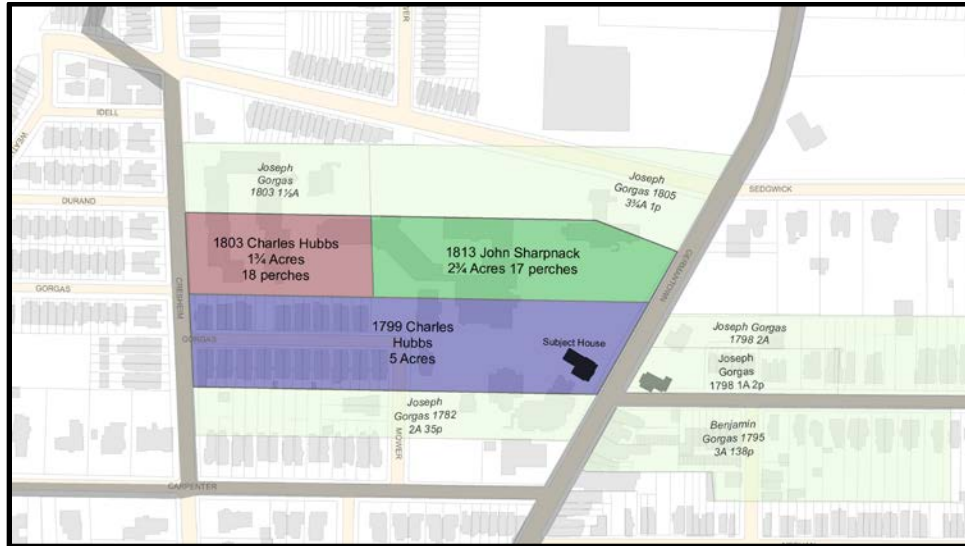 IDELL
DURAND
GORGAS
CRESHEIM
Joseph
Gorgas
1803 1½A
Joseph
Gorgas 1805
3¾A 1p
SEDGWICK
1803 Charles Hubbs
1¾ Acres
18 perches
1813 John Sharpnack
2¾ Acres 17 perches
GERMANTOWN
1799 Charles
Hubbs
5 Acres
GORGAS
Subject House
Joseph Gorgas
1798 2A
Joseph
Gorgas
1798 1A 2p
Joseph
Gorgas 1782
2A 35p
MOWER
Benjamin
Gorgas 1795
3A 138p
CARPENTER